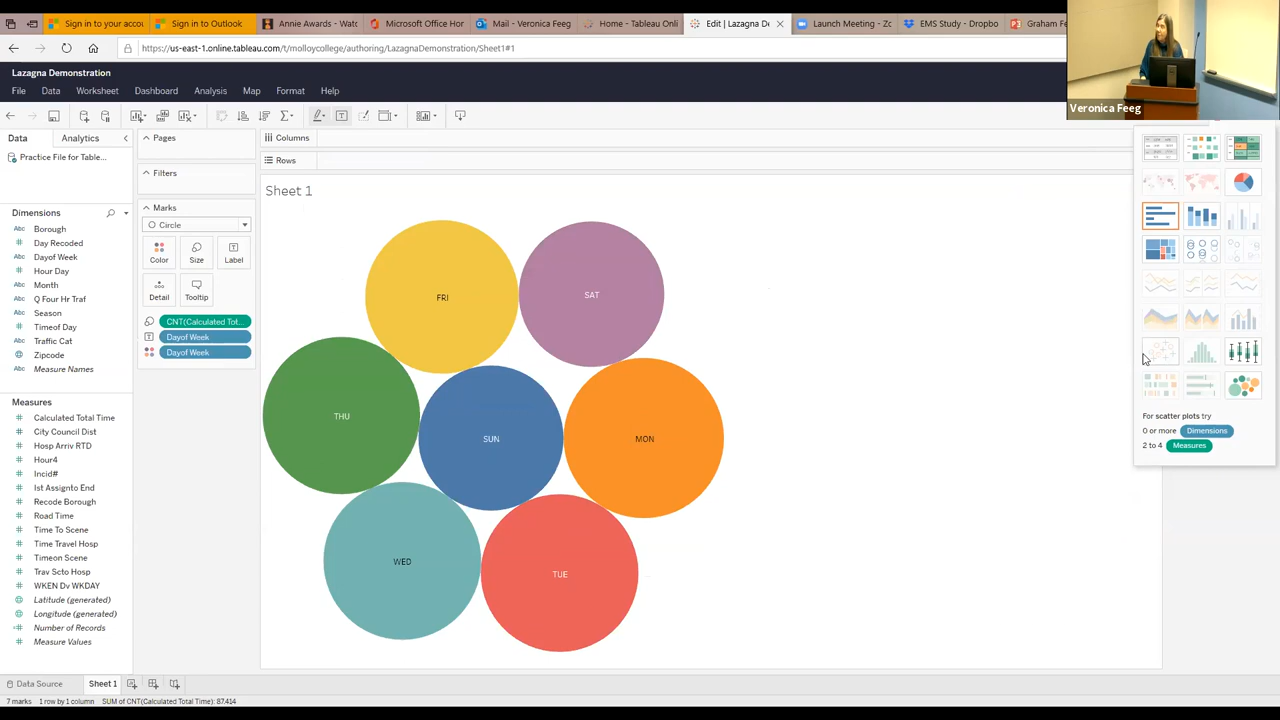 Sign in to your accou
Sign in to Outlook
Annie Awards - Watc
Microsoft Office Hor
Mail - Veronica Feeg
Home - Tableau Onli
Edit | Lazagna De
Launch Meeting - Zo
EMS Study - Dropbo
Graham Fe
https://us-east-1.online.tableau.com/t/molloycollege/authoring/LazagnaDemonstration/Sheet1#1
Lazagna Demonstration
File Data Worksheet Dashboard Analysis Map Format Help
Veronica Feeg
Data Analytics
Practice File for Table...
Dimensions
Abc Borough
# Day Recoded
Abc Dayof Week
# Hour Day
Abc Month
Abc Q Four Hr Traf
Abc Season
# Timeof Day
Abc Traffic Cat
Zipcode
Abc Measure Names
Measures
# Calculated Total Time
# City Council Dist
# Hosp Arriv RTD
# Hour4
# Incid#
# Ist Assignto End
# Recode Borough
# Road Time
# Time To Scene
# Time Travel Hosp
# Timeon Scene
# Trav Scto Hosp
# WKEN Dv WKDAY
Latitude (generated)
Longitude (generated)
# Number of Records
# Measure Values
Pages
Filters
Marks
Circle
Color Size Label
Detail Tooltip
CNT(Calculated Tot..
Dayof Week
Dayof Week
Columns
Rows
Sheet 1
FRI
SAT
THU
SUN
MON
WED
TUE
For scatter plots try
0 or more Dimensions
2 to 4 Measures
Data Source Sheet 1
7 marks 1 row by 1 column SUM of CNT(Calculated Total Time): 87,414